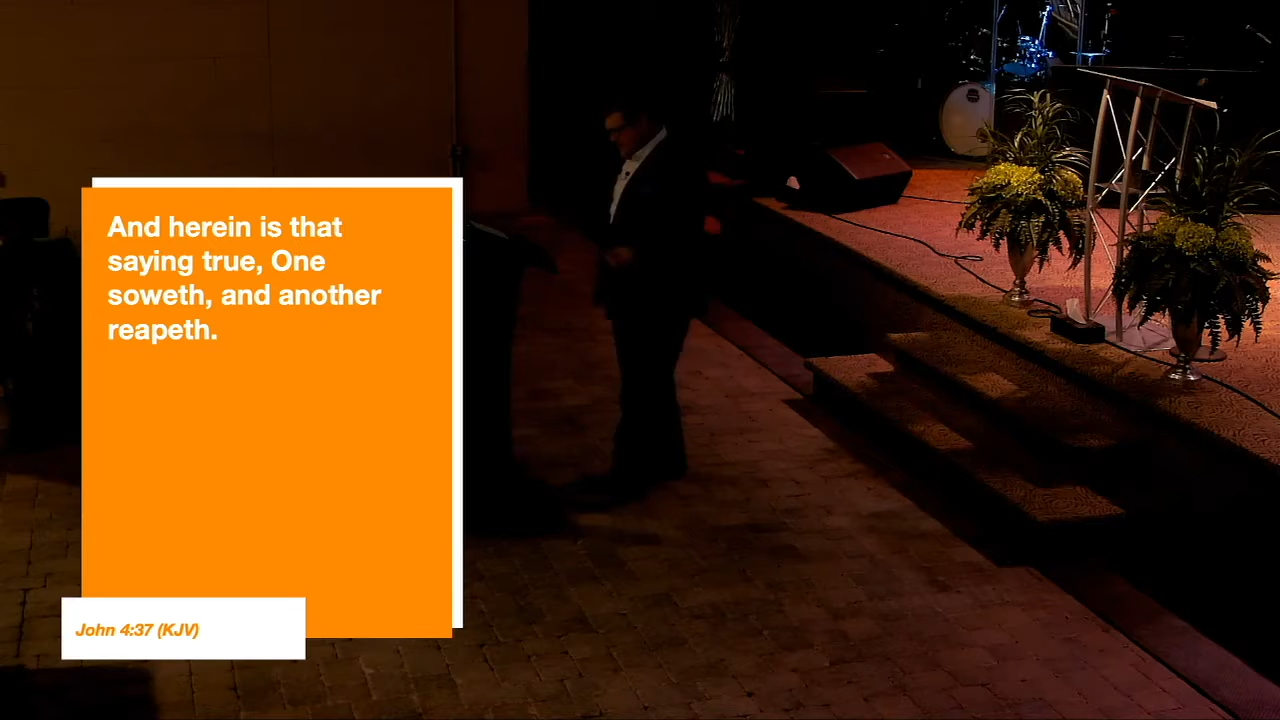 And herein is that
saying true, One
soweth, and another
reapeth.
John 4:37 (KJV)